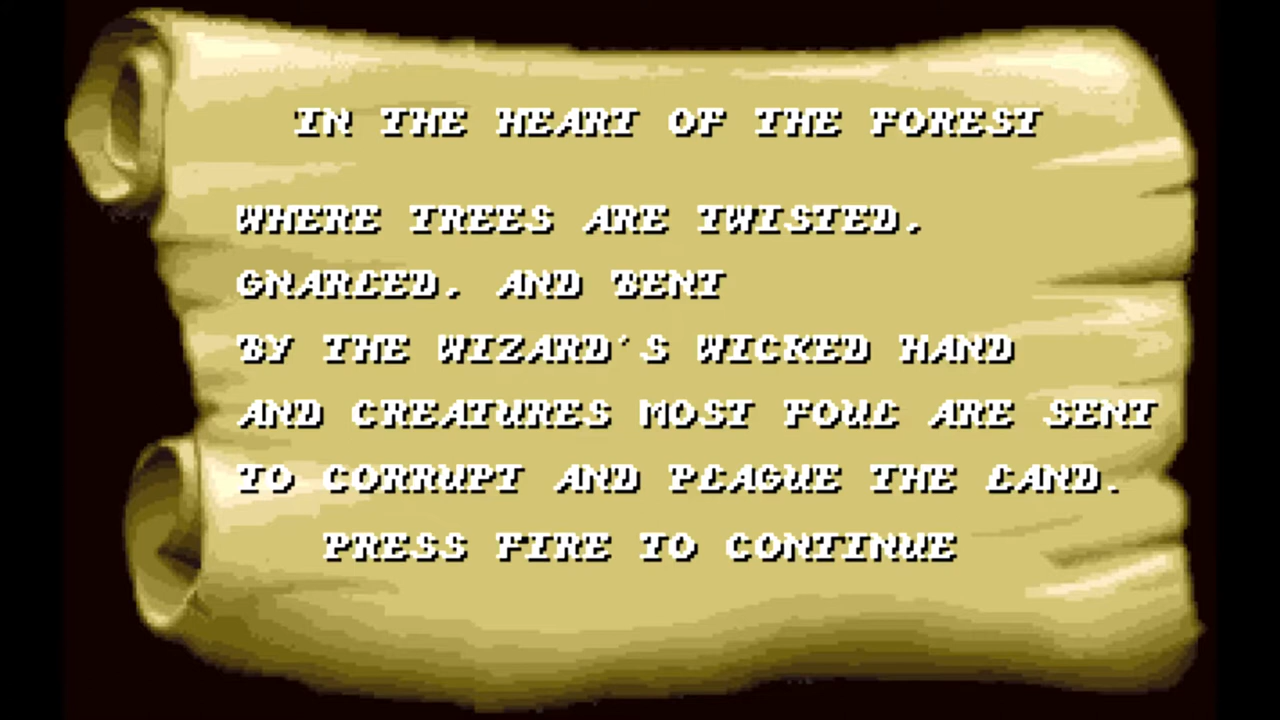 IN THE HEART OF THE FOREST
WHERE TREES ARE TWISTED,
GNARLED, AND BENT
BY THE WIZARD'S WICKED HAND
AND CREATURES MOST FOUL ARE SENT
TO CORRUPT AND PLAGUE THE LAND.
PRESS FIRE TO CONTINUE